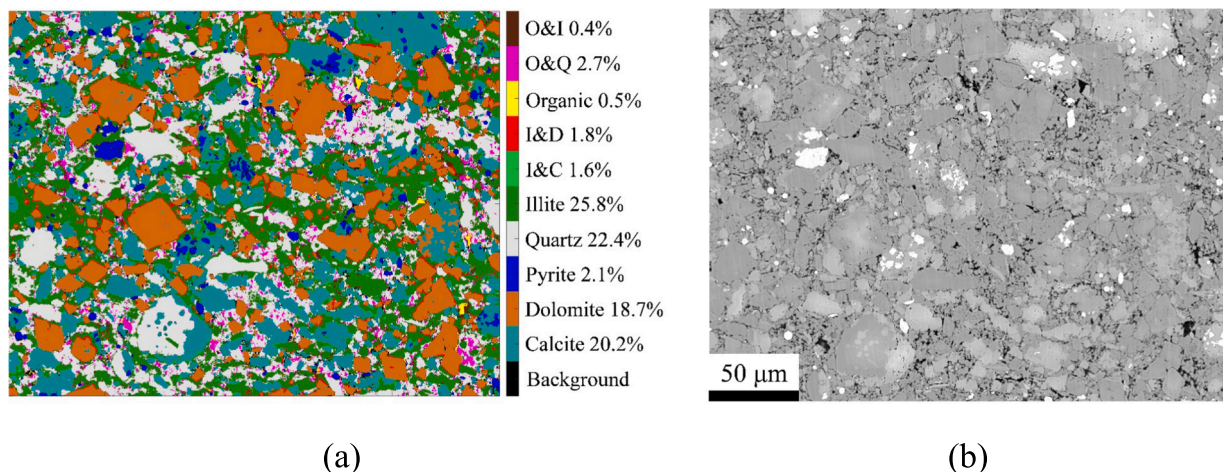 O&I 0.4%
O&Q 2.7%
Organic 0.5%
I&D 1.8%
I&C 1.6%
Illite 25.8%
Quartz 22.4%
Pyrite 2.1%
Dolomite 18.7%
Calcite 20.2%
Background
50 μm
(a)
(b)